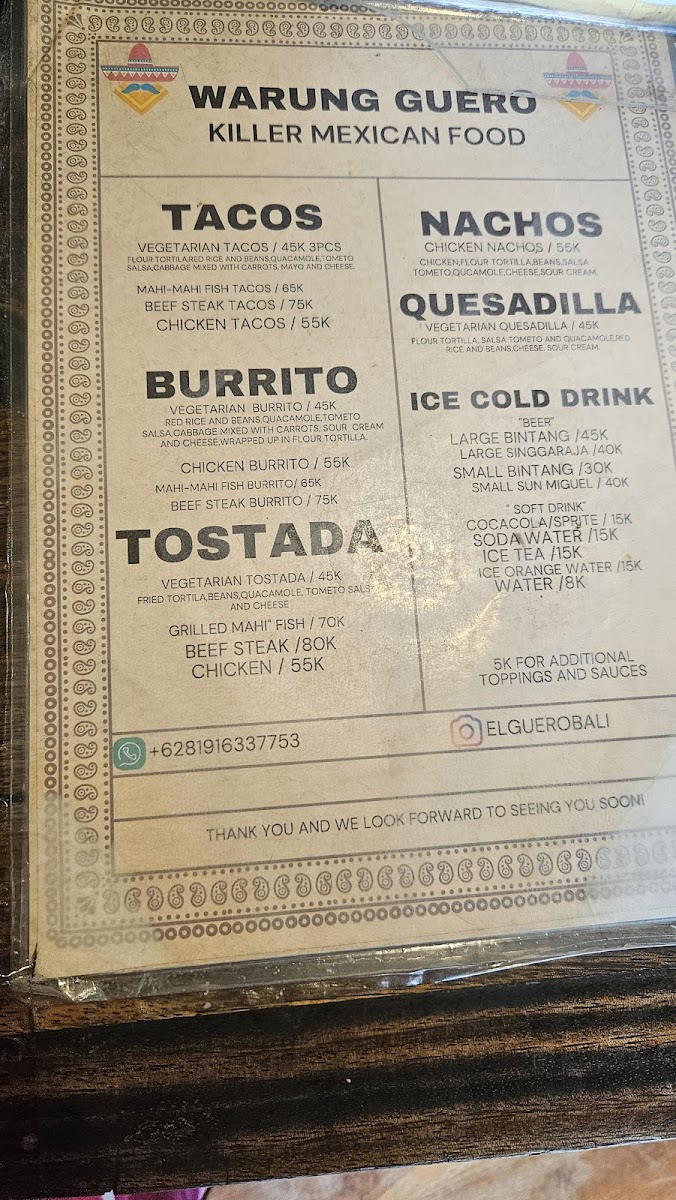 WARUNG GUERO
KILLER MEXICAN FOOD
TACOS
VEGETARIAN TACOS / 45K 3PCS
FLOUR TORTILA,RED RICE AND BEANS,QUACAMOLE,TOMETO
SALSA,CABBAGE MIXED WITH CARROTS, MAYO AND CHEESE.
MAHI-MAHI FISH TACOS / 65K
BEEF STEAK TACOS / 75K
CHICKEN TACOS / 55K
BURRITO
VEGETARIAN BURRITO / 45K
RED RICE AND BEANS,QUACAMOLE,TOMETO
SALSA,CABBAGE MIXED WITH CARROTS, SOUR CREAM
AND CHEESE,WRAPPED UP IN FLOUR TORTILLA.
CHICKEN BURRITO / 55K
MAHI-MAHI FISH BURRITO/ 65K
BEEF STEAK BURRITO / 75K
TOSTADA
VEGETARIAN TOSTADA / 45K
FRIED TORTILA,BEANS,QUACAMOLE, TOMETO SALS
AND CHEESE
GRILLED MAHI" FISH / 70K
BEEF STEAK /80K
CHICKEN / 55K
NACHOS
CHICKEN NACHOS / 55K
CHICKEN,FLOUR TORTILLA,BEANS,SALSA
TOMETO,QUCAMOLE,CHEESE,SOUR CREAM.
QUESADILLA
VEGETARIAN QUESADILLA / 45K
FLOUR TORTILLA, SALSA TOMETO AND QUACAMOLE,RED
RICE AND BEANS,CHEESE. SOUR CREAM.
ICE COLD DRINK
"BEER"
LARGE BINTANG /45K
LARGE SINGGARAJA /40K
SMALL BINTANG /30K
SMALL SUN MIGUEL / 40K
" SOFT DRINK"
COCACOLA/SPRITE / 15K
SODA WATER /15K
ICE TEA /15K
ICE ORANGE WATER /15K
WATER /8K
5K FOR ADDITIONAL
TOPPINGS AND SAUCES
+6281916337753
ELGUEROBALI
THANK YOU AND WE LOOK FORWARD TO SEEING YOU SOON!